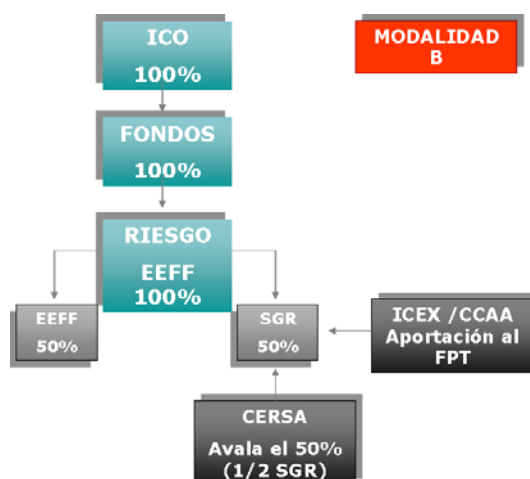 ICO
100%
MODALIDAD
B
FONDOS
100%
RIESGO
EEFF
100%
EEFF
50%
SGR
50%
ICEX /CCAA
Aportación al
FPT
CERSA
Avala el 50%
(1/2 SGR)